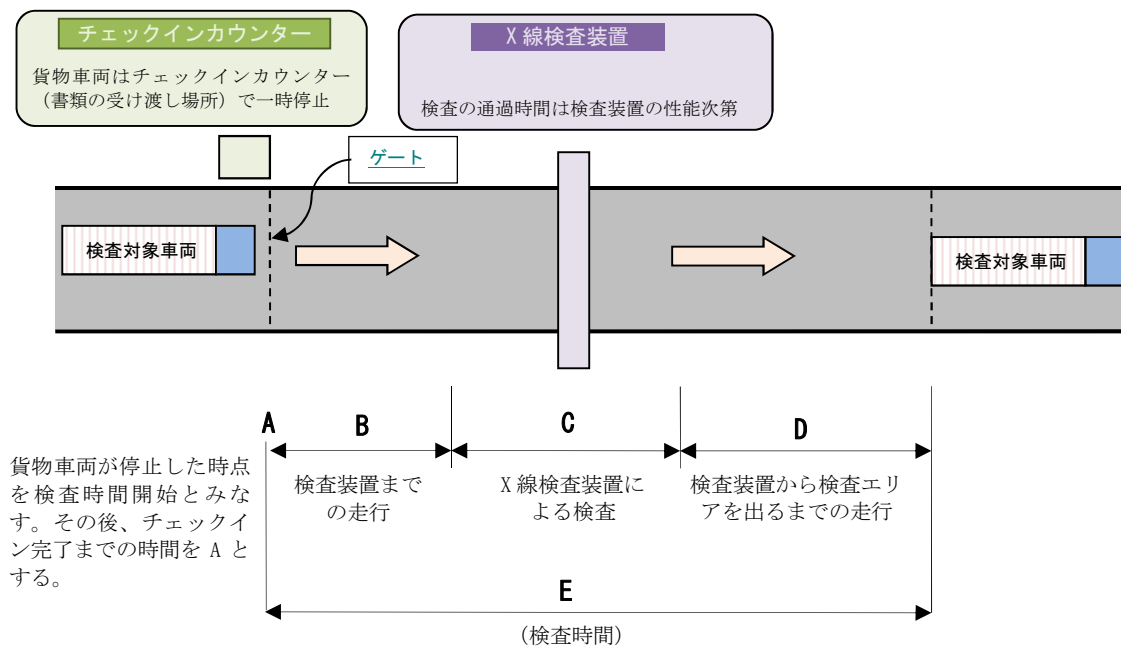 チェックインカウンター
貨物車両はチェックインカウンター
（書類の受け渡し場所）で一時停止
X 線検査装置
検査の通過時間は検査装置の性能次第
ゲート
検査対象車両
検査対象車両
A
B
C
D
貨物車両が停止した時点
を検査時間開始とみな
す。その後、チェックイ
ン完了までの時間を A と
する。
検査装置まで
の走行
X 線検査装置に
よる検査
検査装置から検査エリ
アを出るまでの走行
E
（検査時間）